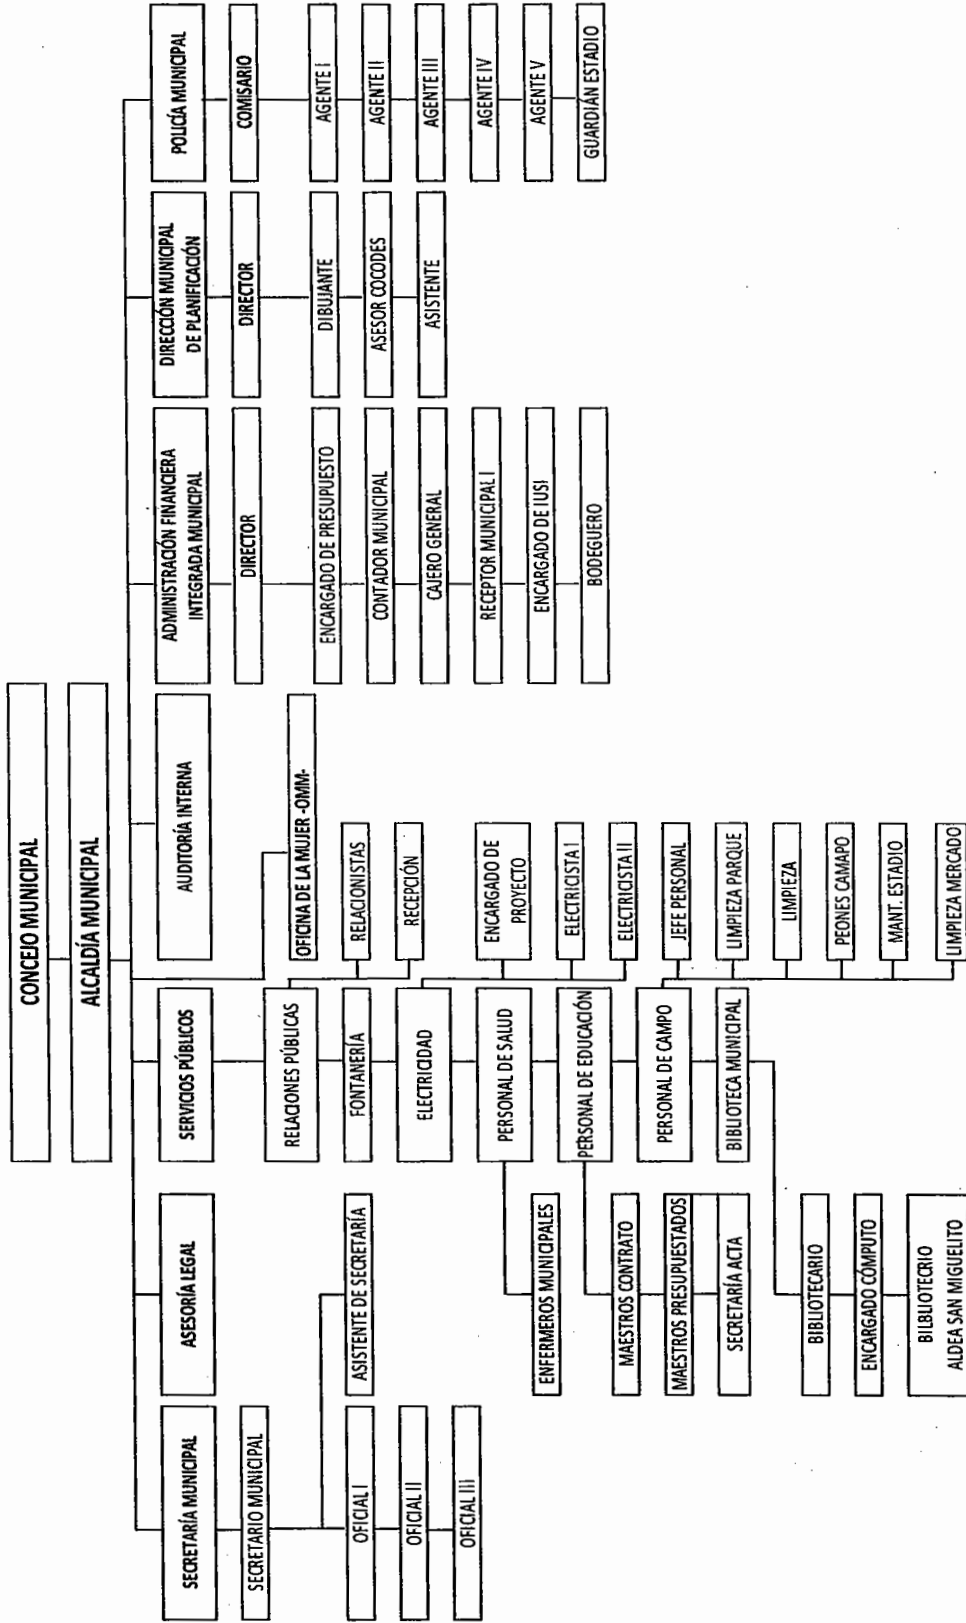 CONCEJO MUNICIPAL
ALCALDÍA MUNICIPAL
SECRETARÍA MUNICIPAL
SECRETARIO MUNICIPAL
ASISTENTE DE SECRETARÍA
OFICIAL I
OFICIAL II
OFICIAL III
ASESORÍA LEGAL
SERVICIOS PÚBLICOS
RELACIONES PÚBLICAS
RELACIONISTAS
RECEPCIÓN
FONTANERÍA
ELECTRICIDAD
ENCARGADO DE
PROYECTO
ELECTRICISTA I
ELECTRICISTA II
PERSONAL DE SALUD
ENFERMEROS MUNICIPALES
PERSONAL DE EDUCACIÓN
MAESTROS CONTRATO
MAESTROS PRESUPUESTADOS
SECRETARÍA ACTA
PERSONAL DE CAMPO
JEFE PERSONAL
LIMPIEZA PARQUE
LIMPIEZA
PEONES CAMAPO
MANT. ESTADIO
LIMPIEZA MERCADO
BIBLIOTECA MUNICIPAL
BIBLIOTECARIO
ENCARGADO CÓMPUTO
BILBLIOTECRIO
ALDEA SAN MIGUELITO
OFICINA DE LA MUJER -OMM-
AUDITORÍA INTERNA
ADMINISTRACIÓN FINANCIERA
INTEGRADA MUNICIPAL
DIRECTOR
ENCARGADO DE PRESUPUESTO
CONTADOR MUNICIPAL
CAJERO GENERAL
RECEPTOR MUNICIPAL I
ENCARGADO DE IUSI
BODEGUERO
DIRECCIÓN MUNICIPAL
DE PLANIFICACIÓN
DIRECTOR
DIBUJANTE
ASESOR COCODES
ASISTENTE
POLICÍA MUNICIPAL
COMISARIO
AGENTE I
AGENTE II
AGENTE III
AGENTE IV
AGENTE V
GUARDIÁN ESTADIO